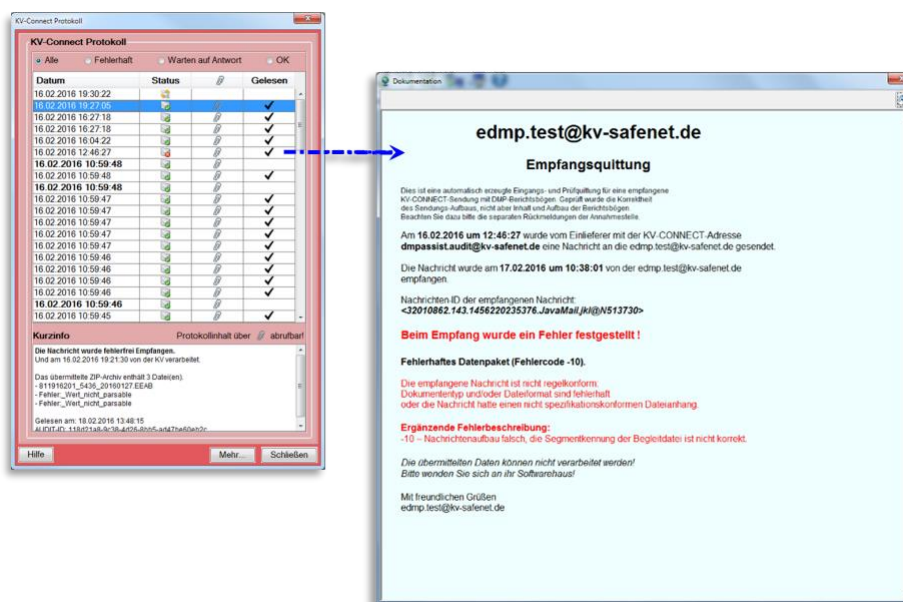 KV-Connect Protokoll
KV-Connect Protokoll
Alle Fehlerhaft Warten auf Antwort OK
Datum Status Gelesen
16.02.2016 19:30:22
16.02.2016 19:27:05
16.02.2016 16:27:18
16.02.2016 16:27:18
16.02.2016 16:04:22
16.02.2016 12:46:27
16.02.2016 10:59:48
16.02.2016 10:59:48
16.02.2016 10:59:48
16.02.2016 10:59:47
16.02.2016 10:59:47
16.02.2016 10:59:47
16.02.2016 10:59:47
16.02.2016 10:59:47
16.02.2016 10:59:46
16.02.2016 10:59:46
16.02.2016 10:59:46
16.02.2016 10:59:46
16.02.2016 10:59:46
16.02.2016 10:59:45
Kurzinfo Protokollinhalt über abrufbar!
Die Nachricht wurde fehlerfrei Empfangen.
Und am 16.02.2016 19:21:30 von der KV verarbeitet.
Das übermittelte ZIP-Archiv enthält 3 Datei(en).
- 811916201_5436_20160127.EEAB
- Fehler:_Wert_nicht_parsable
- Fehler:_Wert_nicht_parsable
Gelesen am: 18.02.2016 13:48:15
Hilfe Mehr... Schließen
Dokumentation
edmp.test@kv-safenet.de
Empfangsquittung
Dies ist eine automatisch erzeugte Eingangs- und Prüfquittung für eine empfangene
KV-CONNECT-Sendung mit DMP-Berichtsbögen. Geprüft wurde die Korrektheit
des Sendungs-Aufbaus, nicht aber Inhalt und Aufbau der Berichtsbögen.
Beachten Sie dazu bitte die separaten Rückmeldungen der Annahmestelle.
Am 16.02.2016 um 12:46:27 wurde vom Einlieferer mit der KV-CONNECT-Adresse
dmpassist.audit@kv-safenet.de eine Nachricht an die edmp.test@kv-safenet.de gesendet.
Die Nachricht wurde am 17.02.2016 um 10:38:01 von der edmp.test@kv-safenet.de
empfangen.
Nachrichten-ID der empfangenen Nachricht:
<32010862.143.1456220235376.JavaMail.jkl@N513730>
Beim Empfang wurde ein Fehler festgestellt !
Fehlerhaftes Datenpaket (Fehlercode -10).
Die empfangene Nachricht ist nicht regelkonform.
Dokumententyp und/oder Dateiformat sind fehlerhaft
oder die Nachricht hatte einen nicht spezifikationskonformen Dateianhang.
Ergänzende Fehlerbeschreibung:
-10 – Nachrichtenaufbau falsch, die Segmentkennung der Begleitdatei ist nicht korrekt.
Die übermittelten Daten können nicht verarbeitet werden!
Bitte wenden Sie sich an ihr Softwarehaus!
Mit freundlichen Grüßen
edmp.test@kv-safenet.de